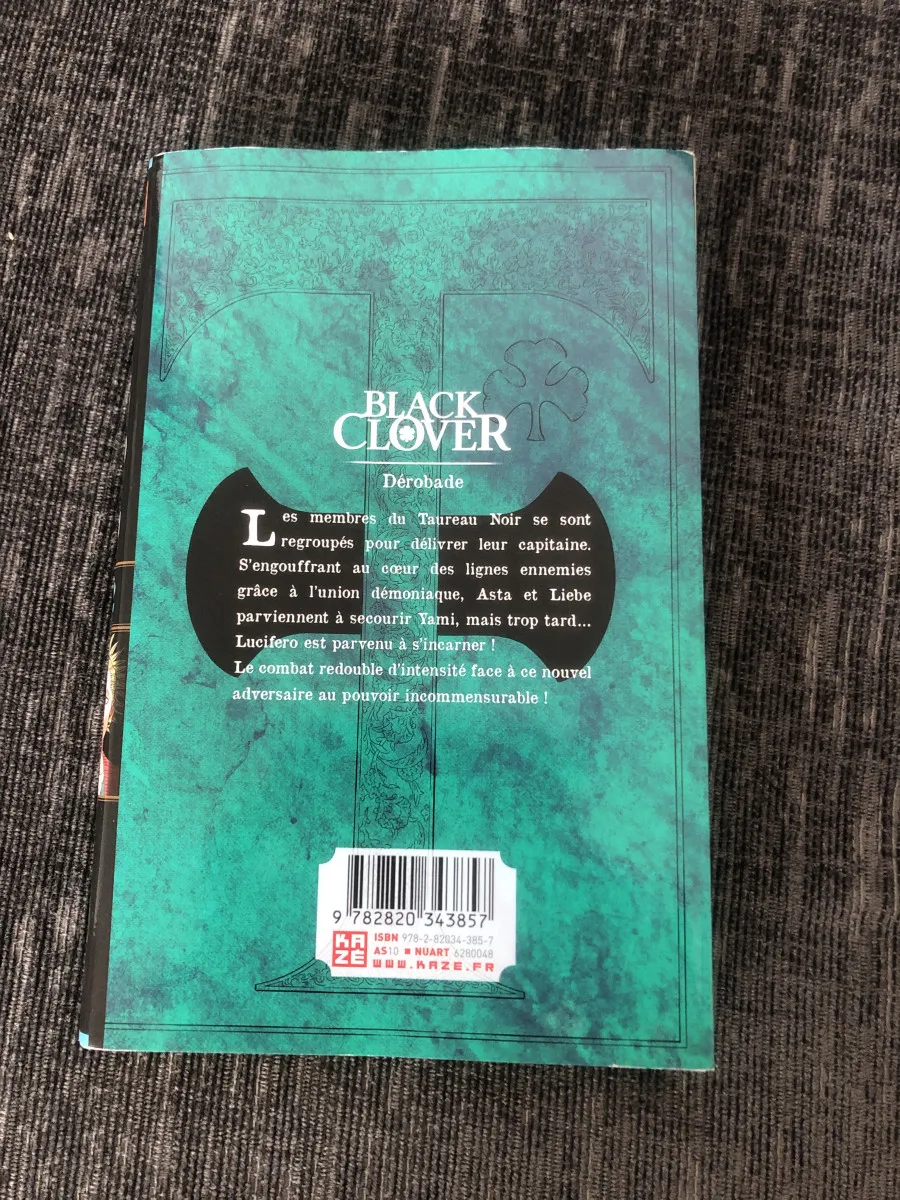 BLACK
CLOVER
Dérobade
Les membres du Taureau Noir se sont
regroupés pour délivrer leur capitaine.
S'engouffrant au cœur des lignes ennemies
grâce à l'union démoniaque, Asta et Liebe
parviennent à secourir Yami, mais trop tard...
Lucifero est parvenu à s'incarner !
Le combat redouble d'intensité face à ce nouvel
adversaire au pouvoir incommensurable !
9 782820 343857
KAZÉ
ISBN 978-2-82034-385-7
AS10 ■ NUART 6280048
WWW.KAZE.FR